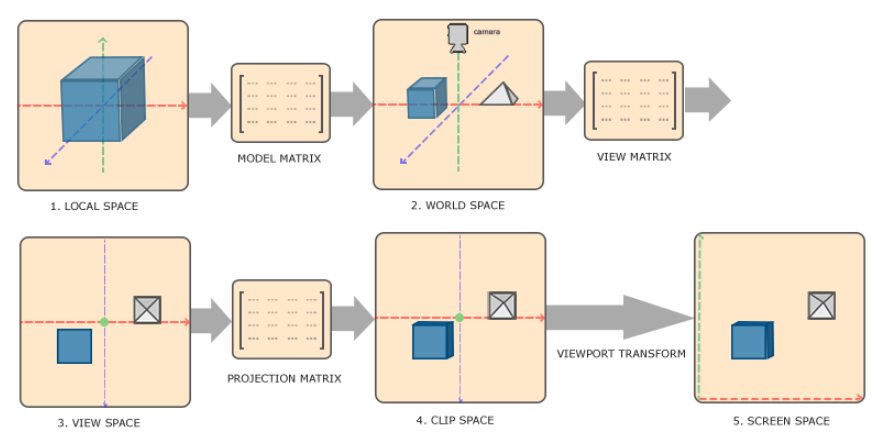 camera
MODEL MATRIX
VIEW MATRIX
1. LOCAL SPACE
2. WORLD SPACE
PROJECTION MATRIX
VIEWPORT TRANSFORM
3. VIEW SPACE
4. CLIP SPACE
5. SCREEN SPACE